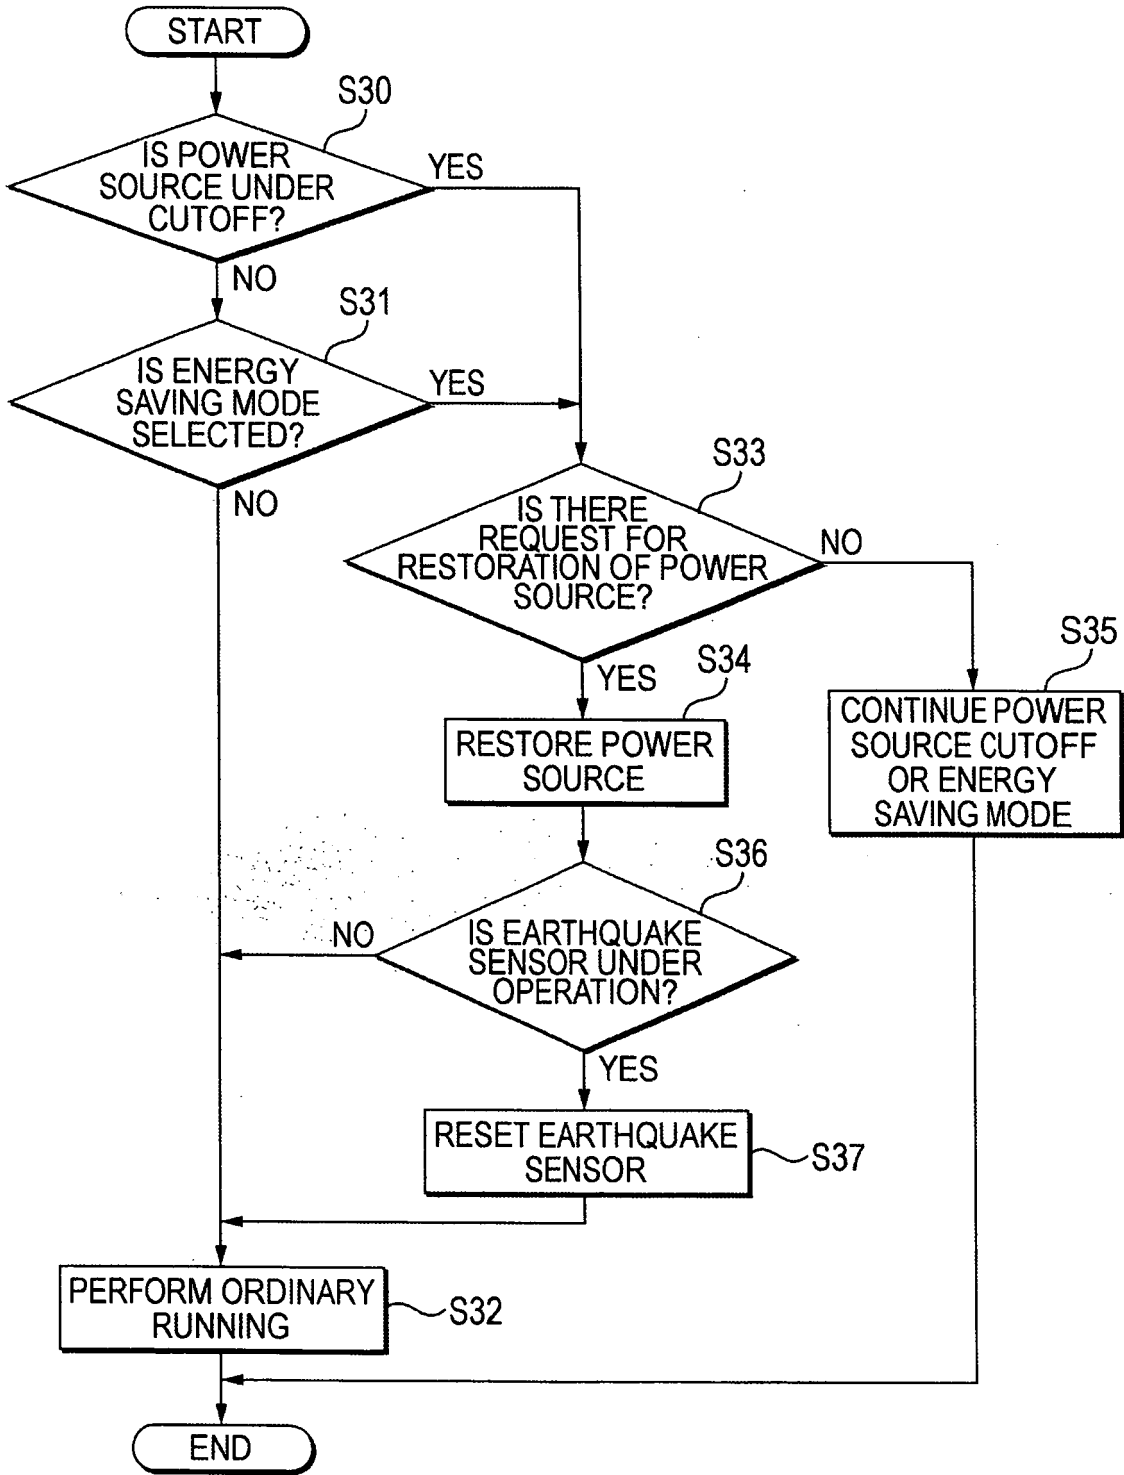 START
S30
IS POWER
SOURCE UNDER
CUTOFF?
YES
NO
S31
IS ENERGY
SAVING MODE
SELECTED?
YES
NO
S33
IS THERE
REQUEST FOR
RESTORATION OF POWER
SOURCE?
NO
YES
S34
RESTORE POWER
SOURCE
S35
CONTINUE POWER
SOURCE CUTOFF
OR ENERGY
SAVING MODE
S36
IS EARTHQUAKE
SENSOR UNDER
OPERATION?
NO
YES
RESET EARTHQUAKE
SENSOR
S37
PERFORM ORDINARY
RUNNING
S32
END